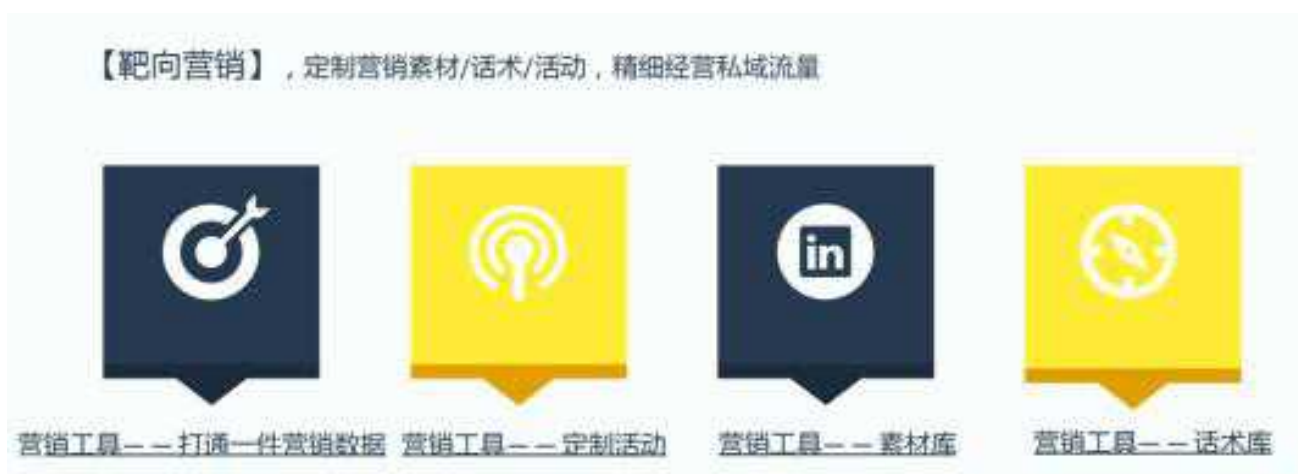 【靶向营销】,定制营销素材/话术/活动,精细经营私域流量
in
营销工具——打通一件营销数据 营销工具——定制活动 营销工具——素材库 营销工具——话术库